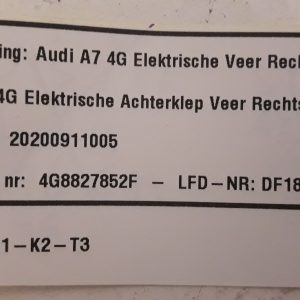 ing: Audi A7 4G Elektrische Veer Rech
4G Elektrische Achterklep Veer Rechts
20200911005
nr: 4G8827852F – LFD-NR: DF18
1-K2-T3